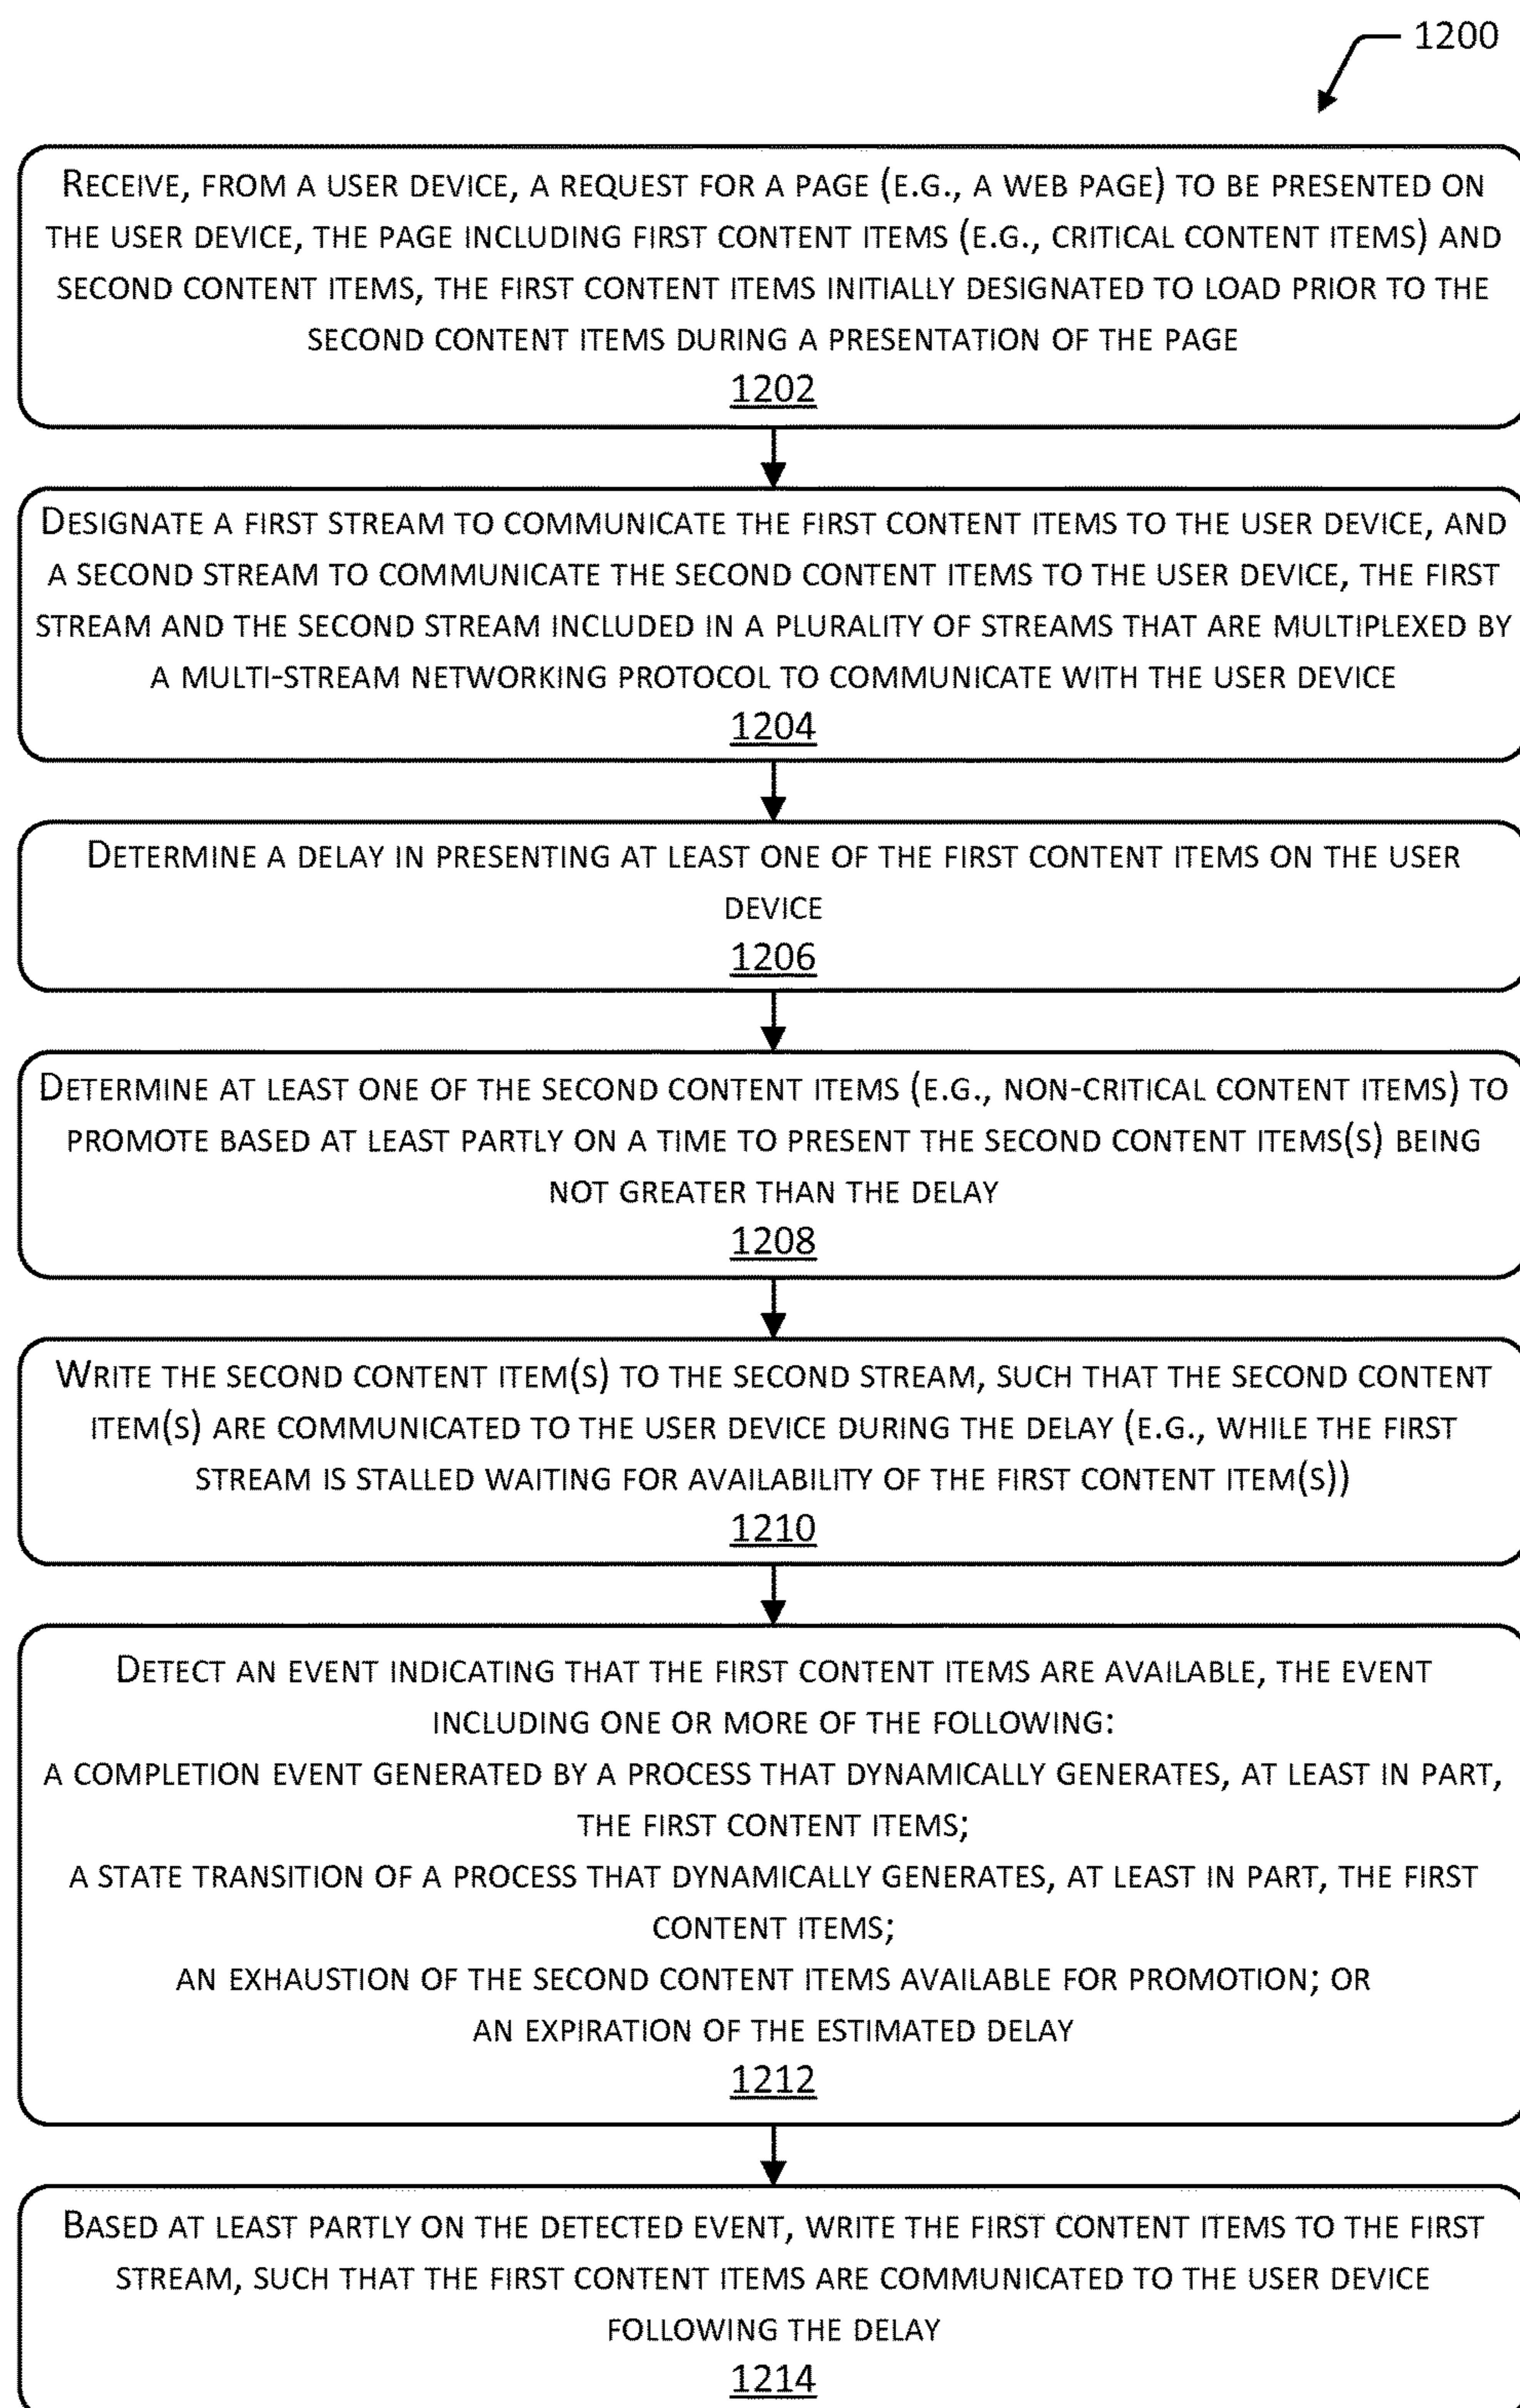 1200
RECEIVE, FROM A USER DEVICE, A REQUEST FOR A PAGE (E.G., A WEB PAGE) TO BE PRESENTED ON
THE USER DEVICE, THE PAGE INCLUDING FIRST CONTENT ITEMS (E.G., CRITICAL CONTENT ITEMS) AND
SECOND CONTENT ITEMS, THE FIRST CONTENT ITEMS INITIALLY DESIGNATED TO LOAD PRIOR TO THE
SECOND CONTENT ITEMS DURING A PRESENTATION OF THE PAGE
1202
DESIGNATE A FIRST STREAM TO COMMUNICATE THE FIRST CONTENT ITEMS TO THE USER DEVICE, AND
A SECOND STREAM TO COMMUNICATE THE SECOND CONTENT ITEMS TO THE USER DEVICE, THE FIRST
STREAM AND THE SECOND STREAM INCLUDED IN A PLURALITY OF STREAMS THAT ARE MULTIPLEXED BY
A MULTI-STREAM NETWORKING PROTOCOL TO COMMUNICATE WITH THE USER DEVICE
1204
DETERMINE A DELAY IN PRESENTING AT LEAST ONE OF THE FIRST CONTENT ITEMS ON THE USER
DEVICE
1206
DETERMINE AT LEAST ONE OF THE SECOND CONTENT ITEMS (E.G., NON-CRITICAL CONTENT ITEMS) TO
PROMOTE BASED AT LEAST PARTLY ON A TIME TO PRESENT THE SECOND CONTENT ITEMS(S) BEING
NOT GREATER THAN THE DELAY
1208
WRITE THE SECOND CONTENT ITEM(S) TO THE SECOND STREAM, SUCH THAT THE SECOND CONTENT
ITEM(S) ARE COMMUNICATED TO THE USER DEVICE DURING THE DELAY (E.G., WHILE THE FIRST
STREAM IS STALLED WAITING FOR AVAILABILITY OF THE FIRST CONTENT ITEM(S))
1210
DETECT AN EVENT INDICATING THAT THE FIRST CONTENT ITEMS ARE AVAILABLE, THE EVENT
INCLUDING ONE OR MORE OF THE FOLLOWING:
A COMPLETION EVENT GENERATED BY A PROCESS THAT DYNAMICALLY GENERATES, AT LEAST IN PART,
THE FIRST CONTENT ITEMS;
A STATE TRANSITION OF A PROCESS THAT DYNAMICALLY GENERATES, AT LEAST IN PART, THE FIRST
CONTENT ITEMS;
AN EXHAUSTION OF THE SECOND CONTENT ITEMS AVAILABLE FOR PROMOTION; OR
AN EXPIRATION OF THE ESTIMATED DELAY
1212
BASED AT LEAST PARTLY ON THE DETECTED EVENT, WRITE THE FIRST CONTENT ITEMS TO THE FIRST
STREAM, SUCH THAT THE FIRST CONTENT ITEMS ARE COMMUNICATED TO THE USER DEVICE
FOLLOWING THE DELAY
1214